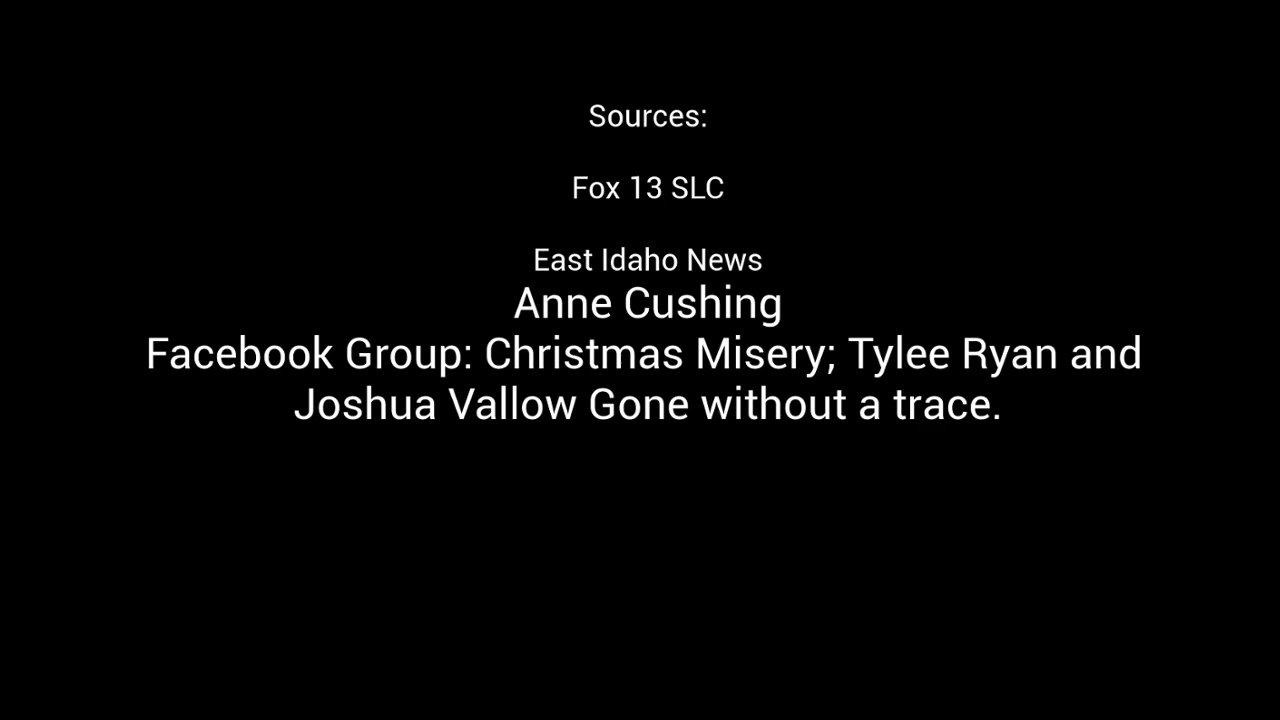 Sources:
Fox 13 SLC
East Idaho News
Anne Cushing
Facebook Group: Christmas Misery; Tylee Ryan and
Joshua Vallow Gone without a trace.